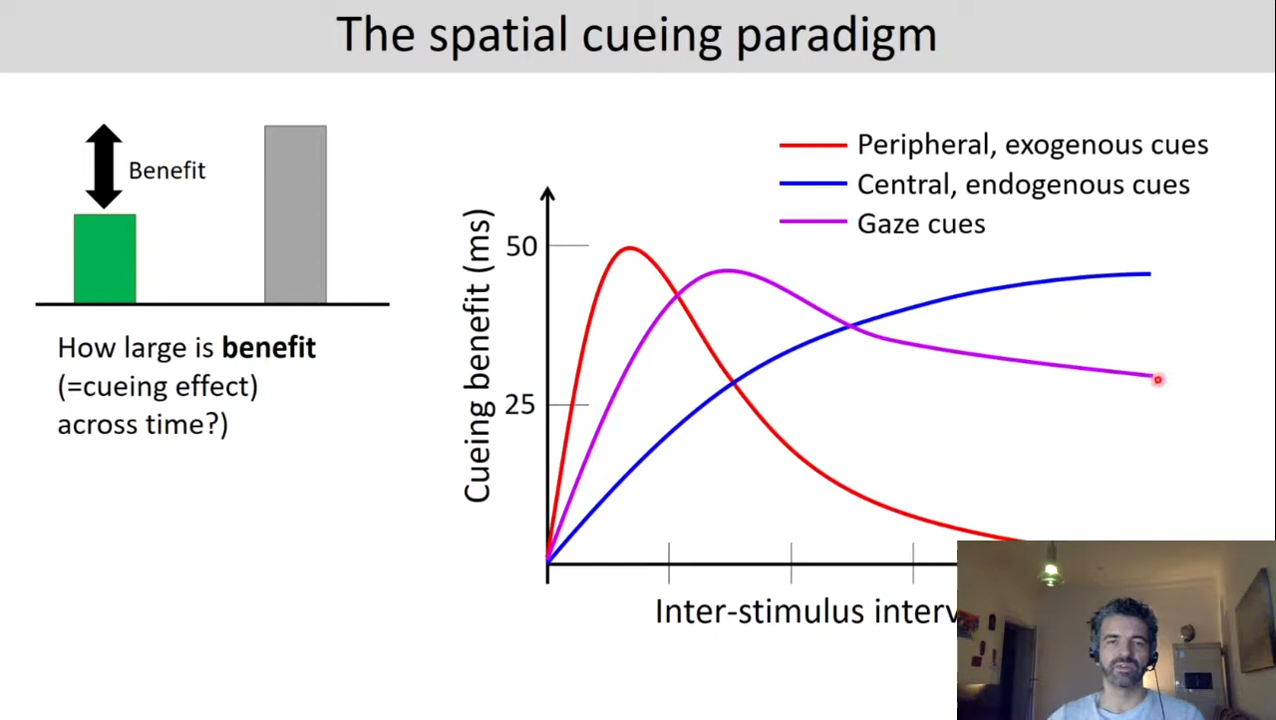 The spatial cueing paradigm
Benefit
How large is benefit
(=cueing effect)
across time?)
Peripheral, exogenous cues
Central, endogenous cues
Gaze cues
Cueing benefit (ms)
50
25
Inter-stimulus